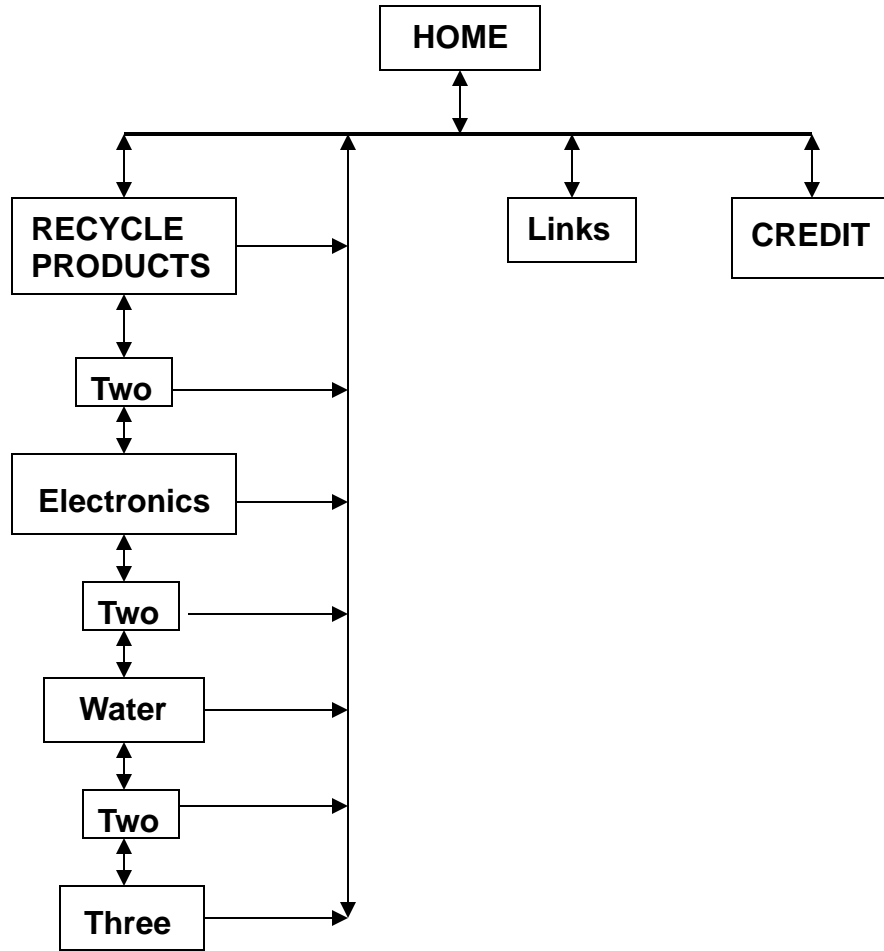 HOME
RECYCLE
PRODUCTS
Links
CREDIT
Two
Electronics
Two
Water
Two
Three